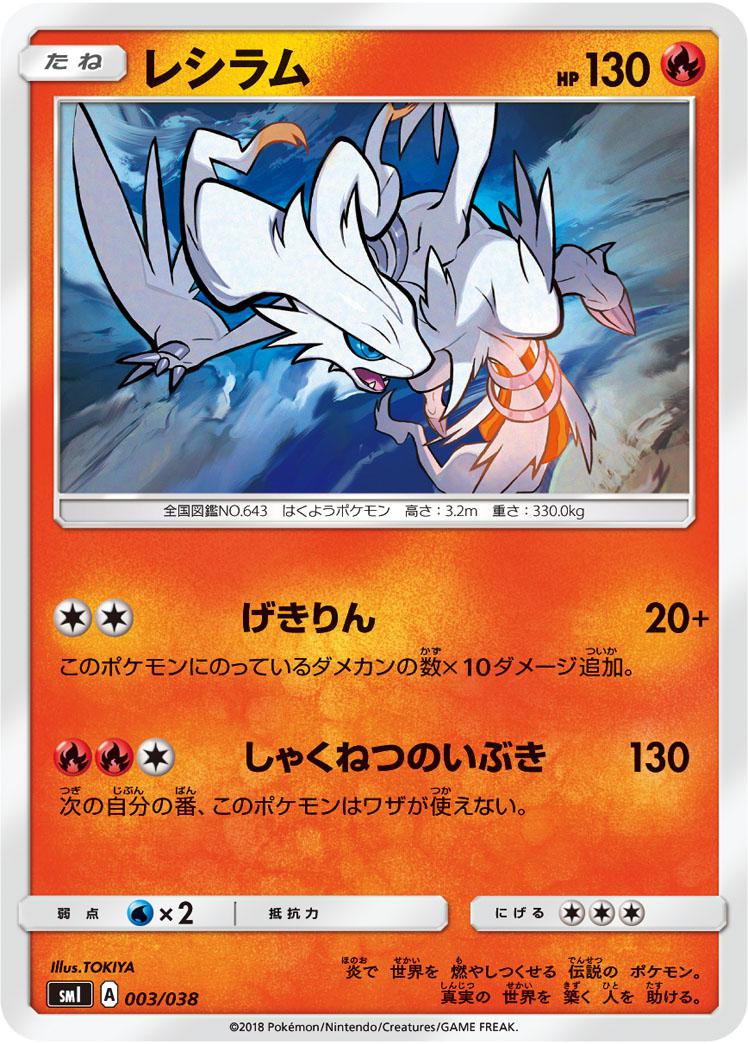 たね レシラム HP 130
全国図鑑NO.643 はくようポケモン 高さ：3.2m 重さ：330.0kg
げきりん 20+
このポケモンにのっているダメカンの数×10ダメージ追加。
しゃくねつのいぶき 130
次の自分の番、このポケモンはワザが使えない。
弱点 ×2 抵抗力 にげる
Illus.TOKIYA
炎で 世界を 燃やしつくせる 伝説の ポケモン。
真実の 世界を 築く 人を 助ける。
SMI A 003/038
©2018 Pokémon/Nintendo/Creatures/GAME FREAK.